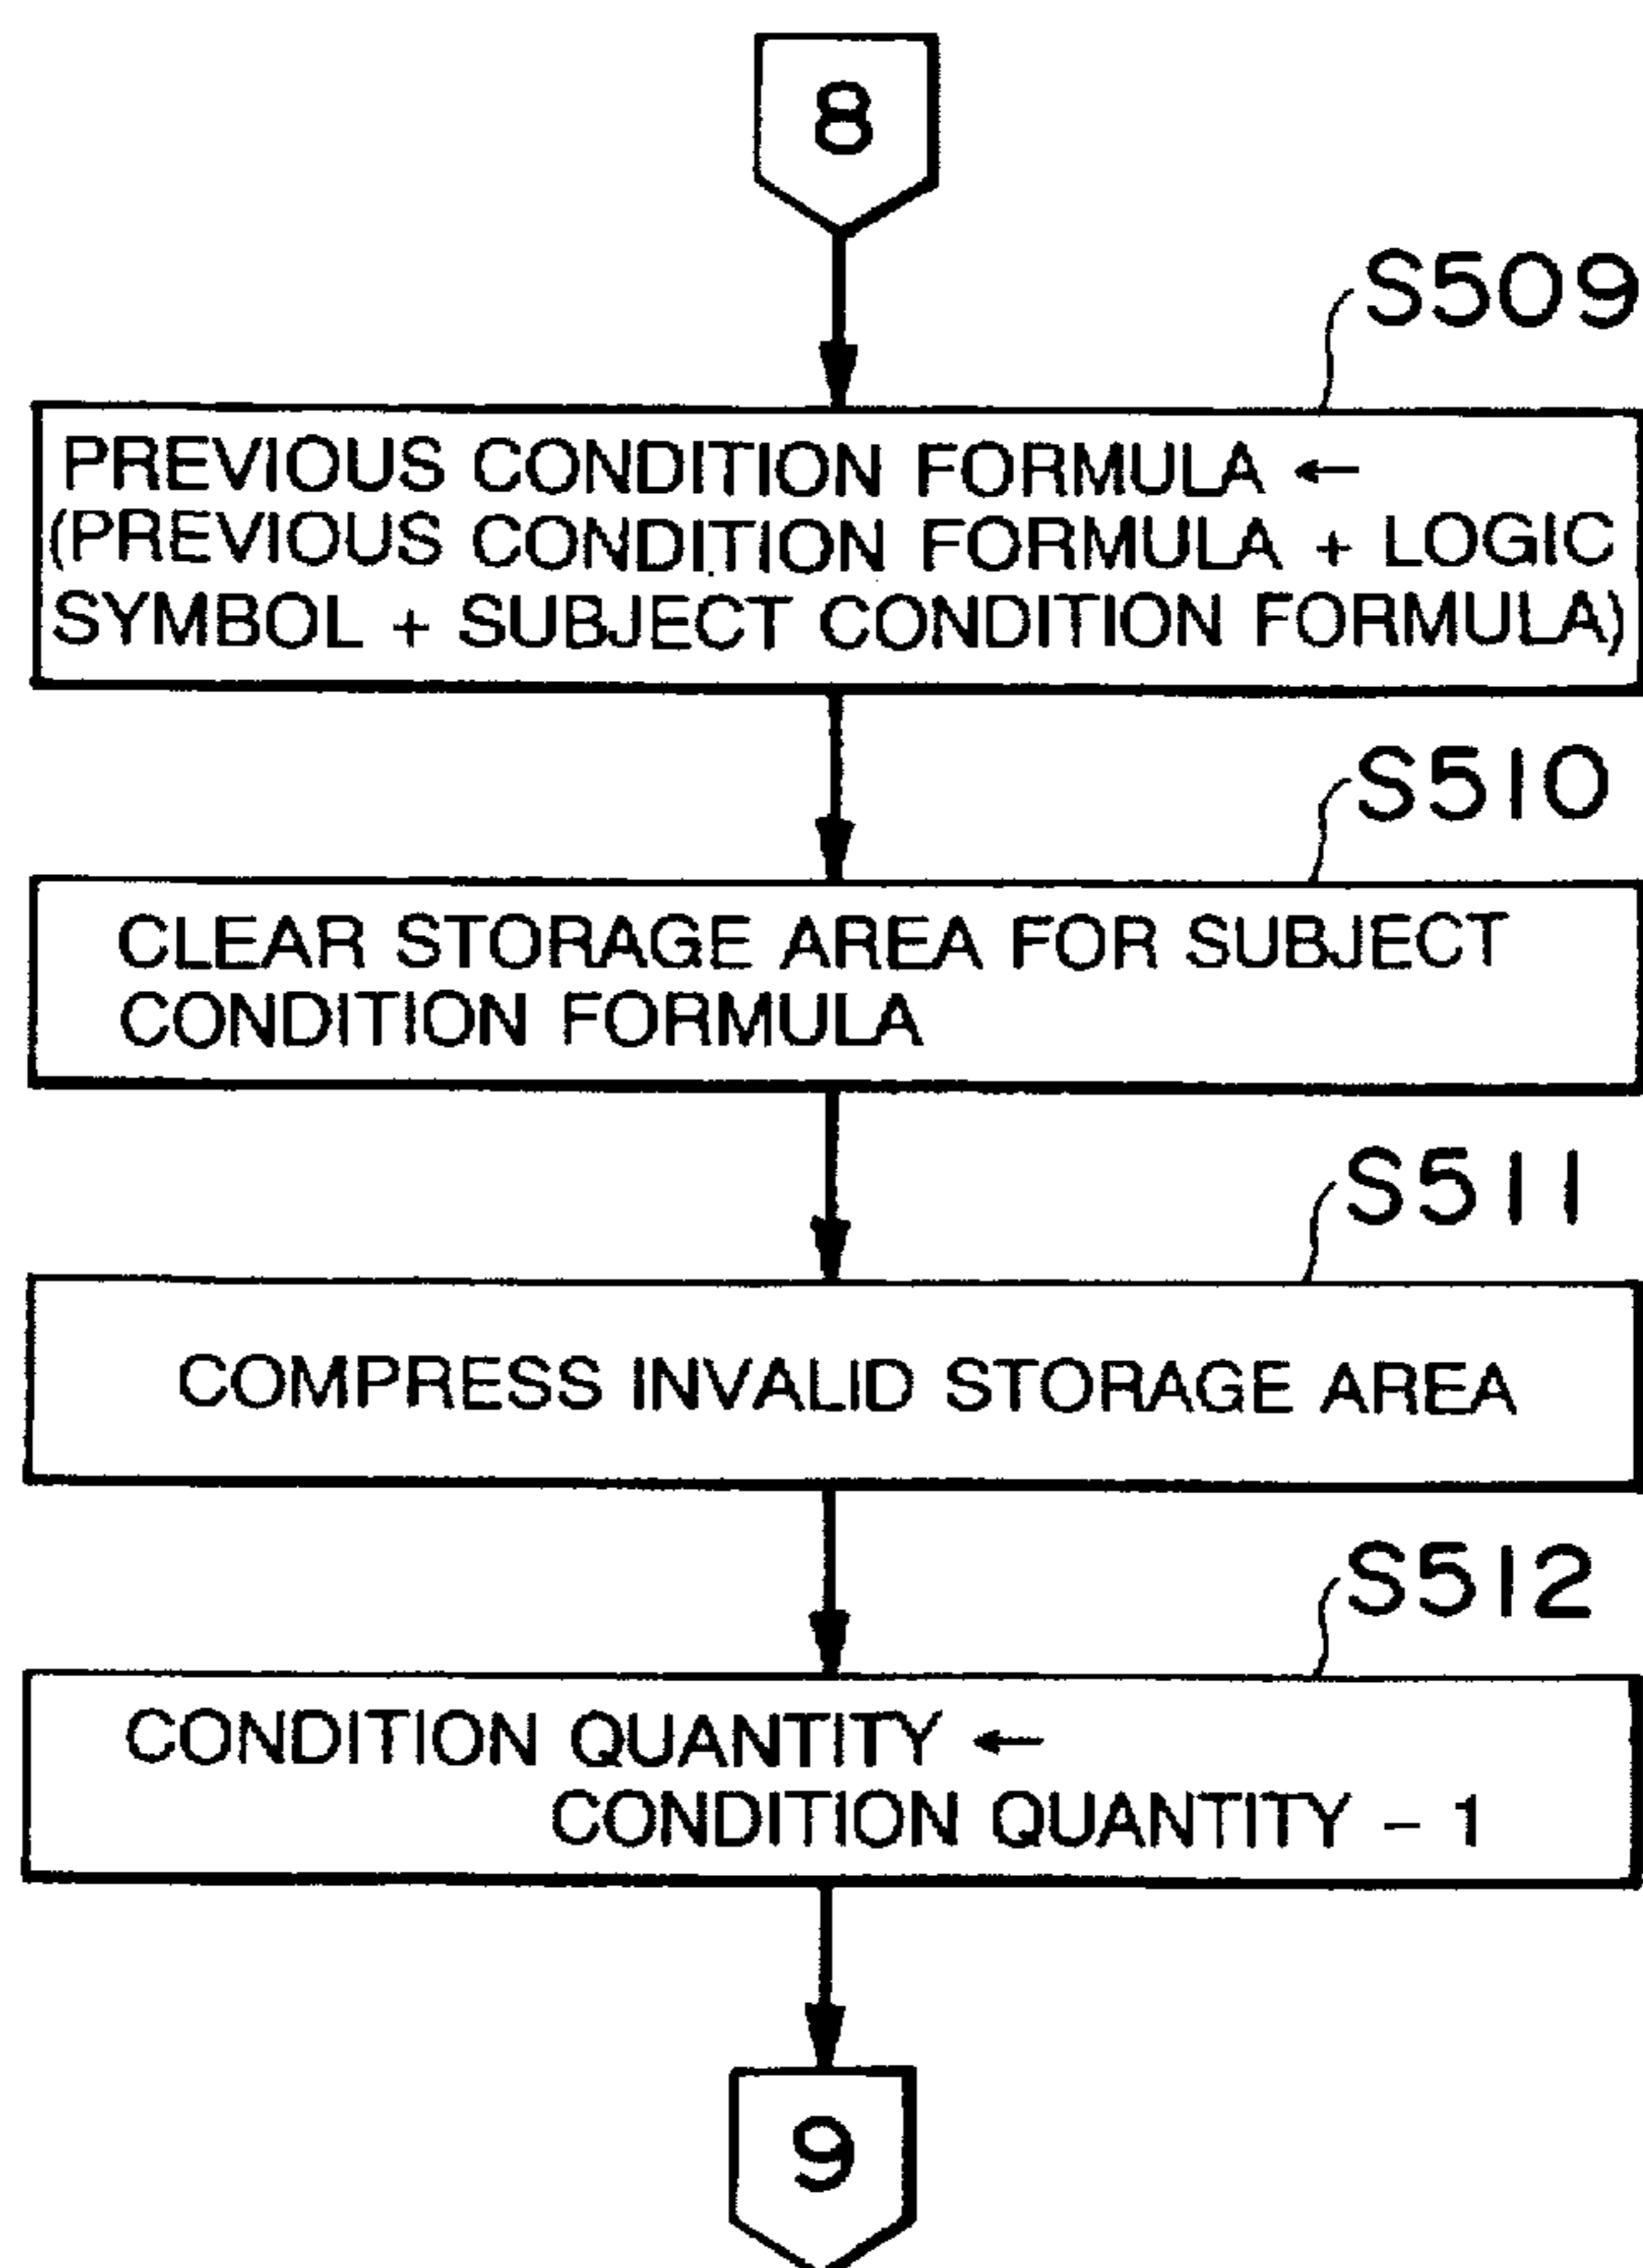 8
S509
PREVIOUS CONDITION FORMULA ←
(PREVIOUS CONDITION FORMULA + LOGIC
SYMBOL + SUBJECT CONDITION FORMULA)
S510
CLEAR STORAGE AREA FOR SUBJECT
CONDITION FORMULA
S511
COMPRESS INVALID STORAGE AREA
S512
CONDITION QUANTITY ←
CONDITION QUANTITY - 1
9